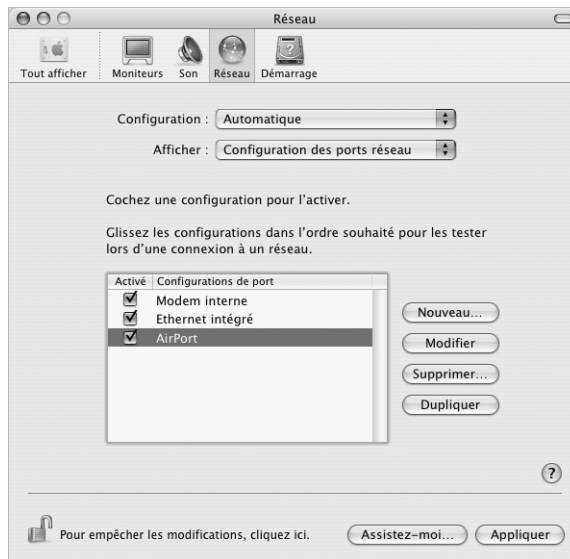 Réseau
Tout afficher
Moniteurs
Son
Réseau
Démarrage
Configuration : Automatique
Afficher : Configuration des ports réseau
Cochez une configuration pour l'activer.
Glissez les configurations dans l'ordre souhaité pour les tester
lors d'une connexion à un réseau.
Activé Configurations de port
Modem interne
Ethernet intégré
AirPort
Nouveau...
Modifier
Supprimer...
Dupliquer
?
Pour empêcher les modifications, cliquez ici.
Assistez-moi...
Appliquer